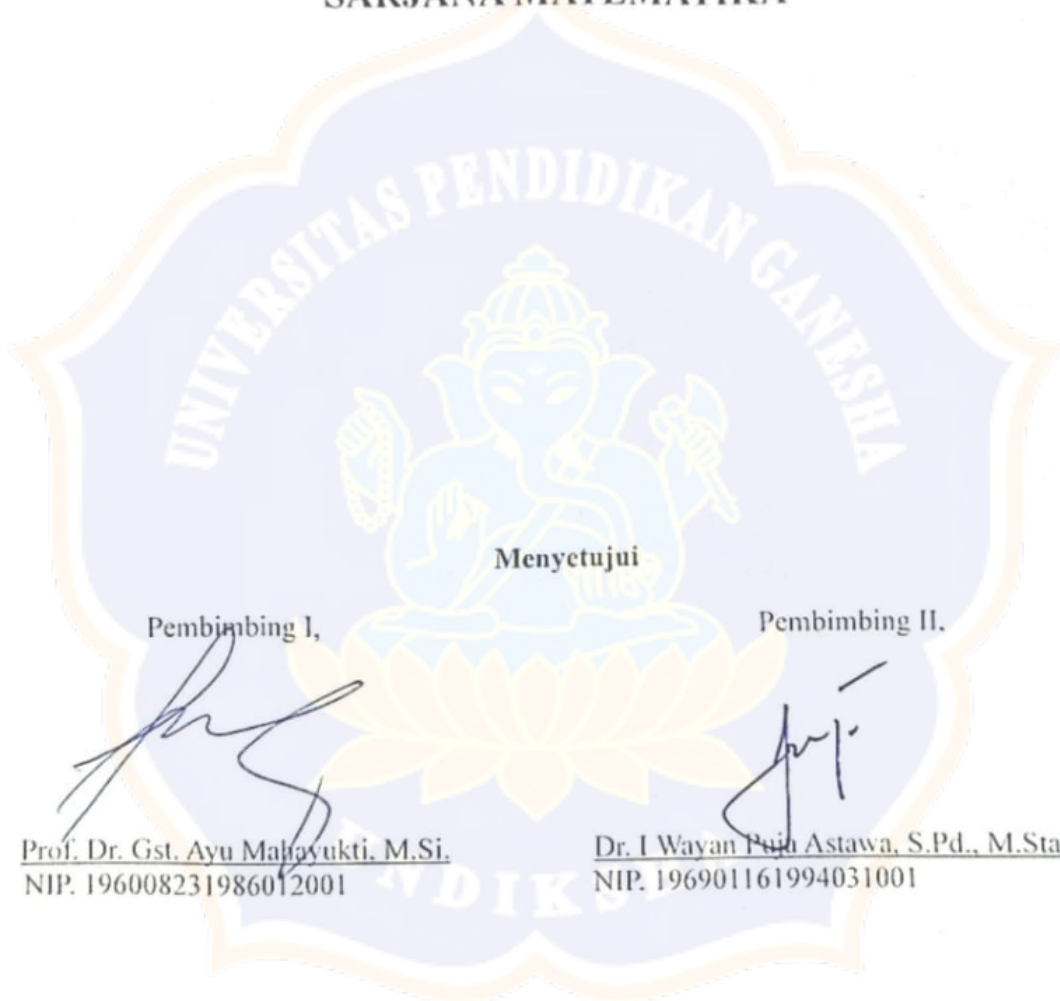 SARJANA MATEMATIKA
UNIVERSITAS PENDIDIKAN GANESHA
Menyetujui
Pembimbing I,
Pembimbing II,
Prof. Dr. Gst. Ayu Mahayukti, M.Si.
NIP. 196008231986012001
Dr. I Wayan Puja Astawa, S.Pd., M.Sta
NIP. 196901161994031001
UNDIKSHA